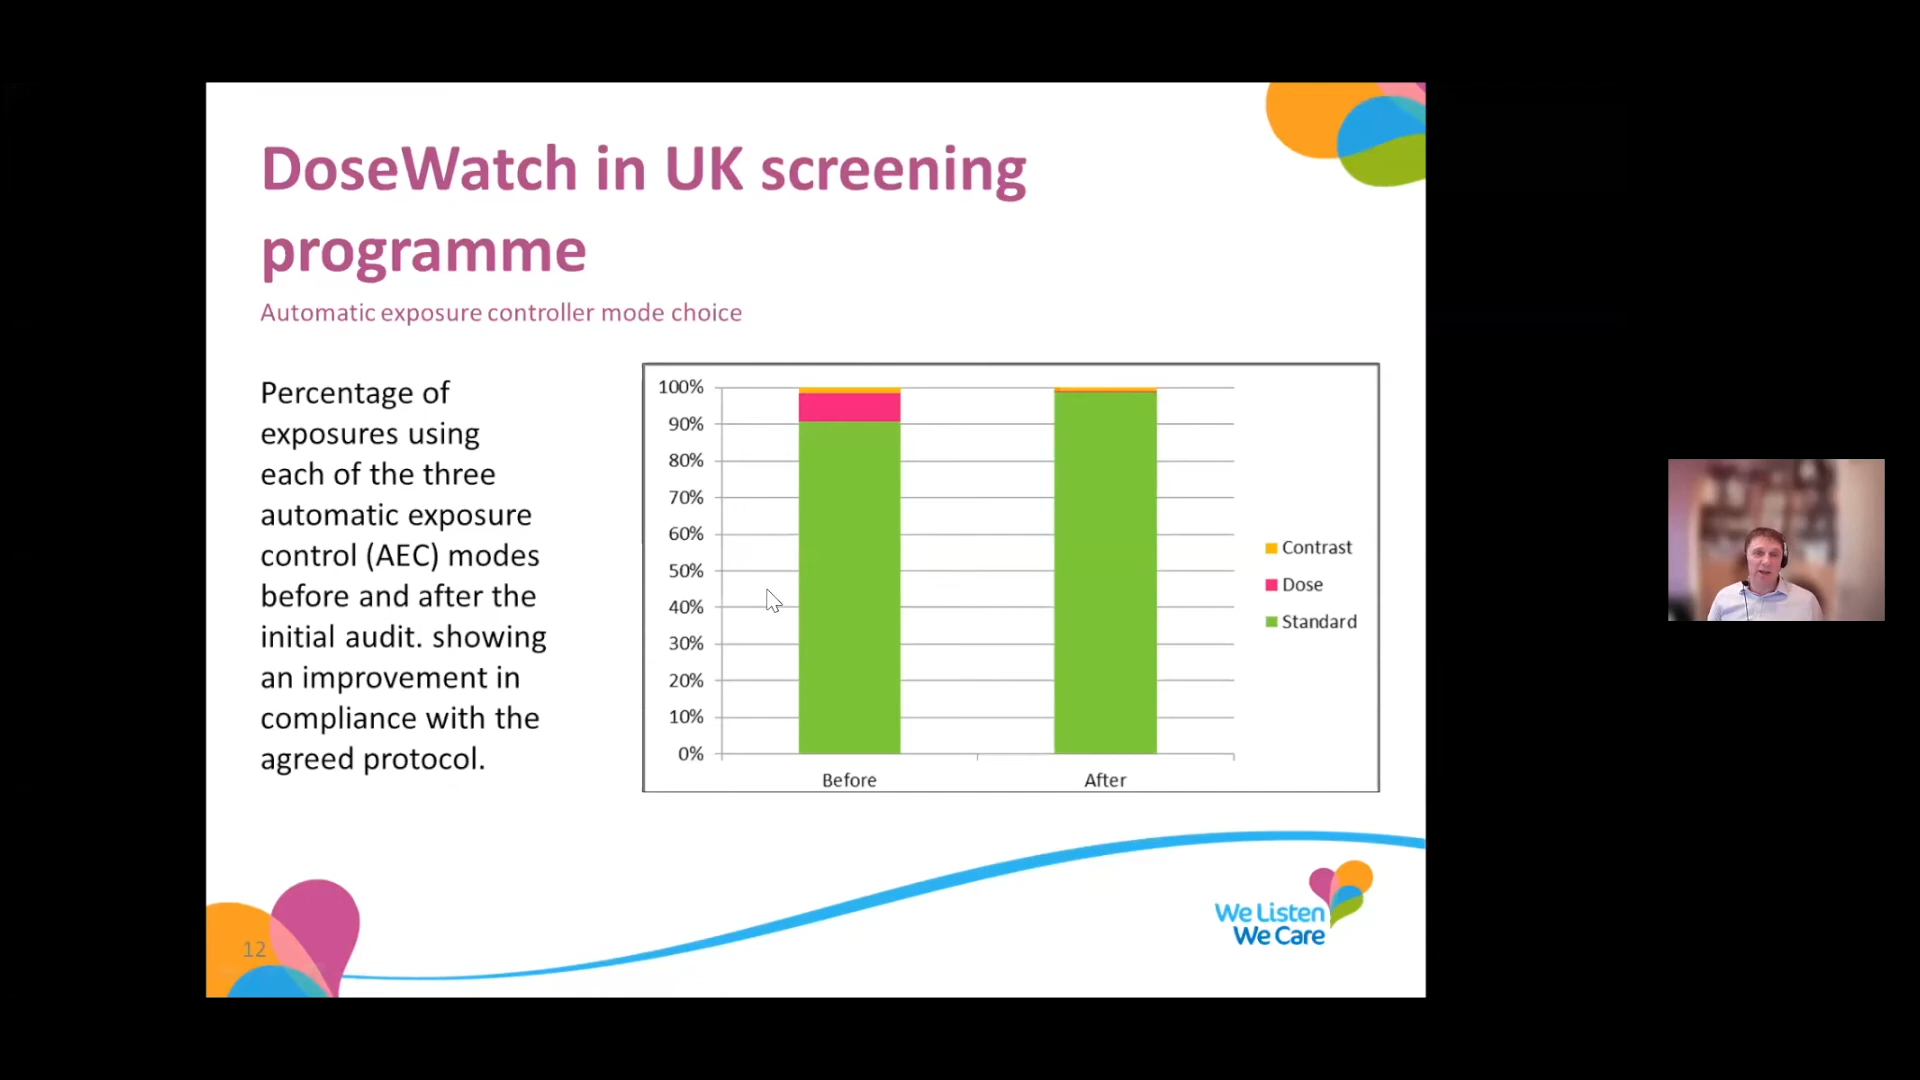 DoseWatch in UK screening
programme
Automatic exposure controller mode choice
Percentage of
exposures using
each of the three
automatic exposure
control (AEC) modes
before and after the
initial audit. showing
an improvement in
compliance with the
agreed protocol.
100%
90%
80%
70%
60%
50%
40%
30%
20%
10%
0%
Before
After
Contrast
Dose
Standard
We Listen
We Care
12